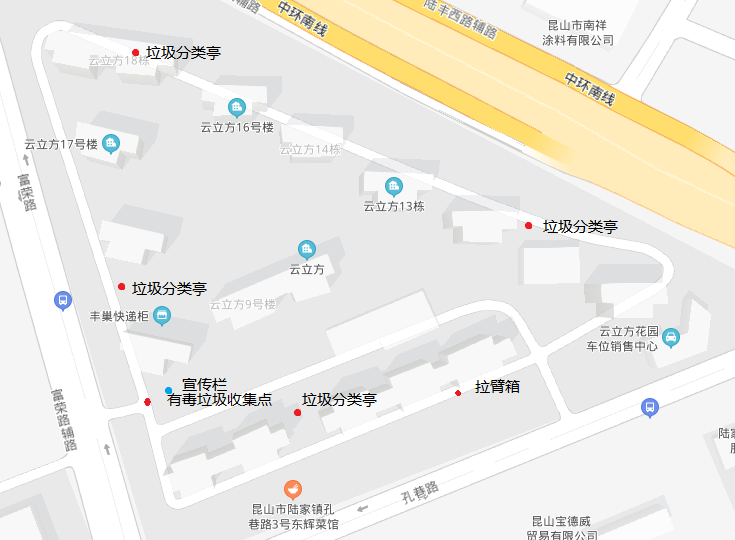 中环南线
陆丰西路辅路
昆山市南祥
涂料有限公司
垃圾分类亭
云立方18栋
中环南线
云立方16号楼
云立方17号楼
云立方14栋
富荣路
云立方13栋
垃圾分类亭
云立方
垃圾分类亭
云立方9号楼
丰巢快递柜
云立方花园
车位销售中心
宣传栏
有毒垃圾收集点
垃圾分类亭
拉臂箱
富荣路辅路
陆家
孔巷路
昆山市陆家镇孔
巷路3号东辉菜馆
昆山宝德威
贸易有限公司